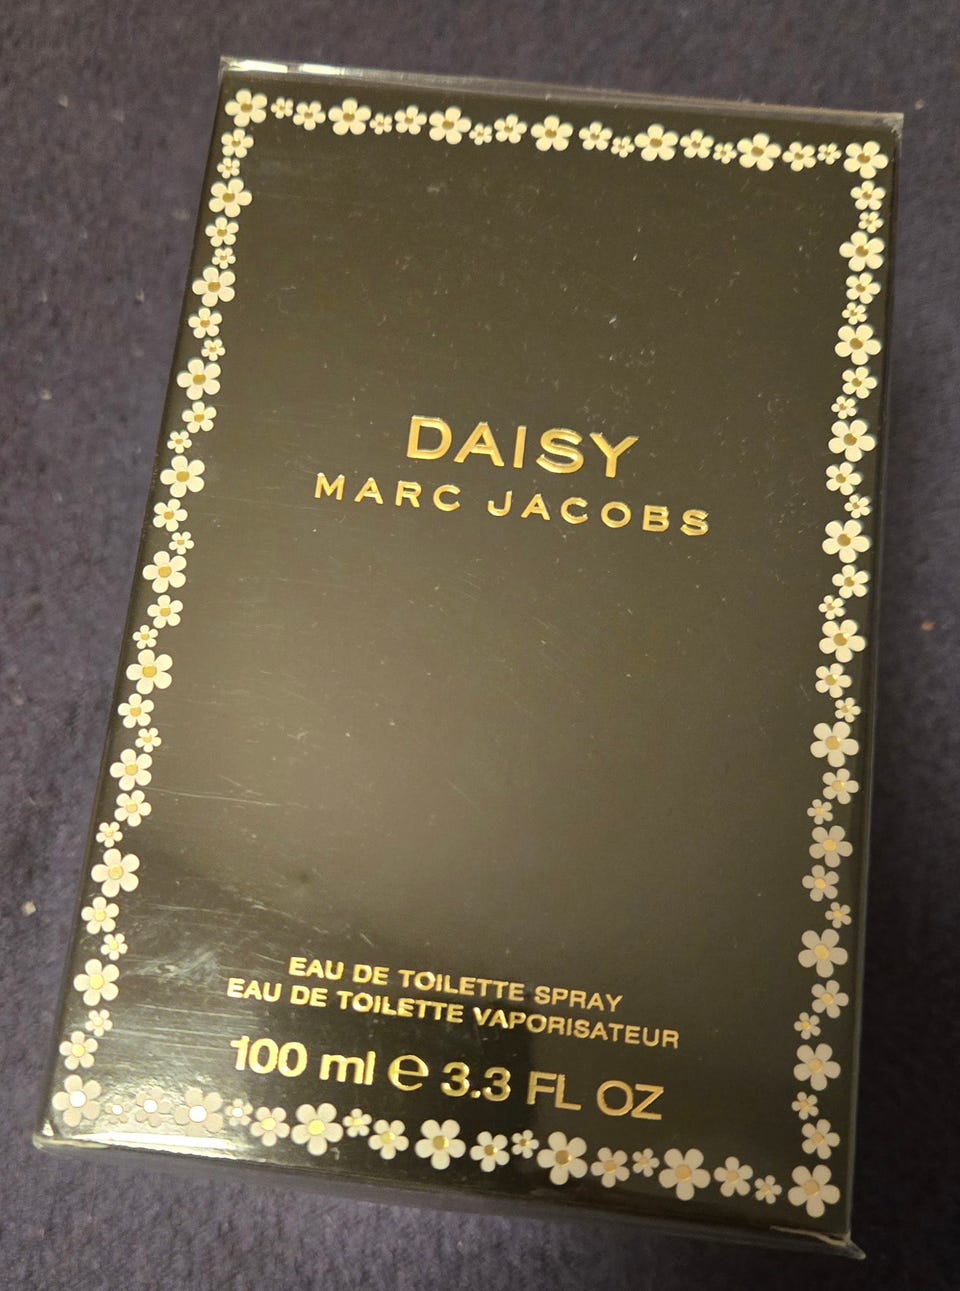 DAISY
MARC JACOBS
EAU DE TOILETTE SPRAY
EAU DE TOILETTE VAPORISATEUR
100 ml ℮ 3.3 FL OZ